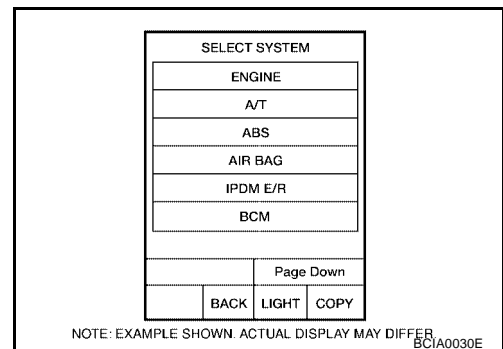 SELECT SYSTEM
ENGINE
A/T
ABS
AIR BAG
IPDM E/R
BCM
Page Down
BACK LIGHT COPY
NOTE: EXAMPLE SHOWN. ACTUAL DISPLAY MAY DIFFER.
BCIA0030E